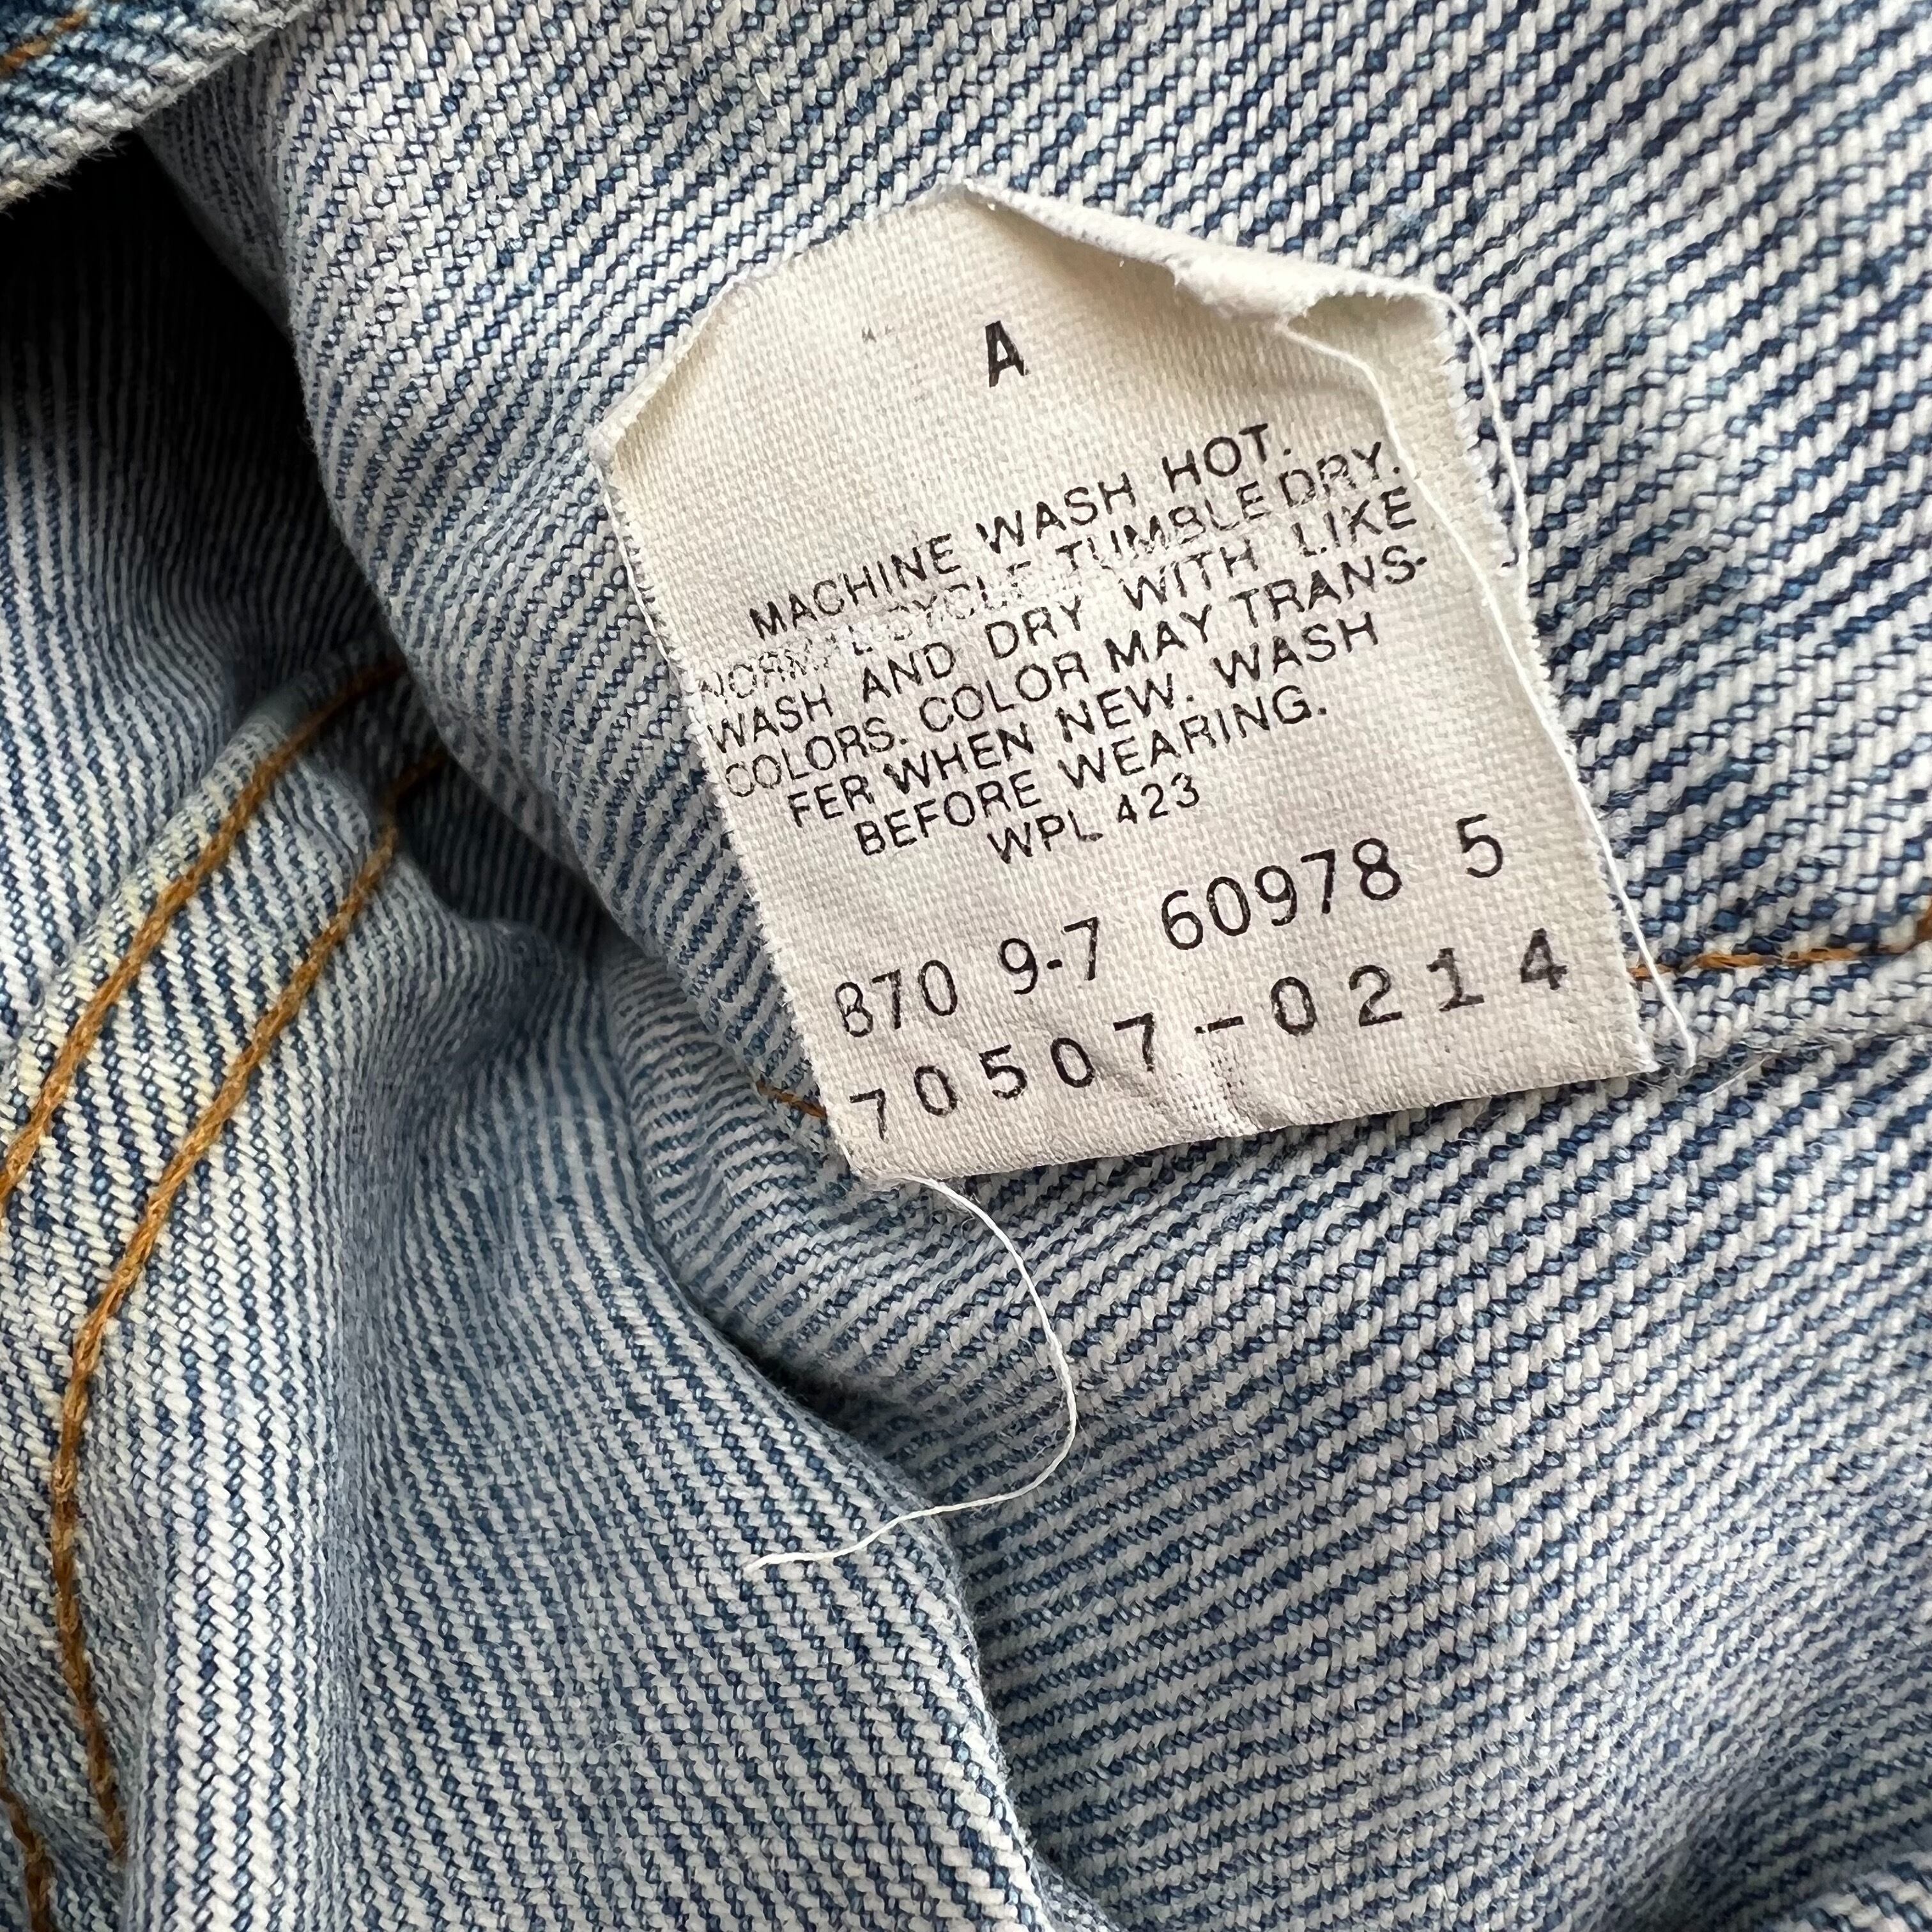 A
MACHINE WASH HOT.
NORMAL CYCLE TUMBLE DRY.
WASH AND DRY WITH LIKE
COLORS. COLOR MAY TRANS-
FER WHEN NEW. WASH
BEFORE WEARING.
WPL 423
870 9-7 60978 5
70507-0214